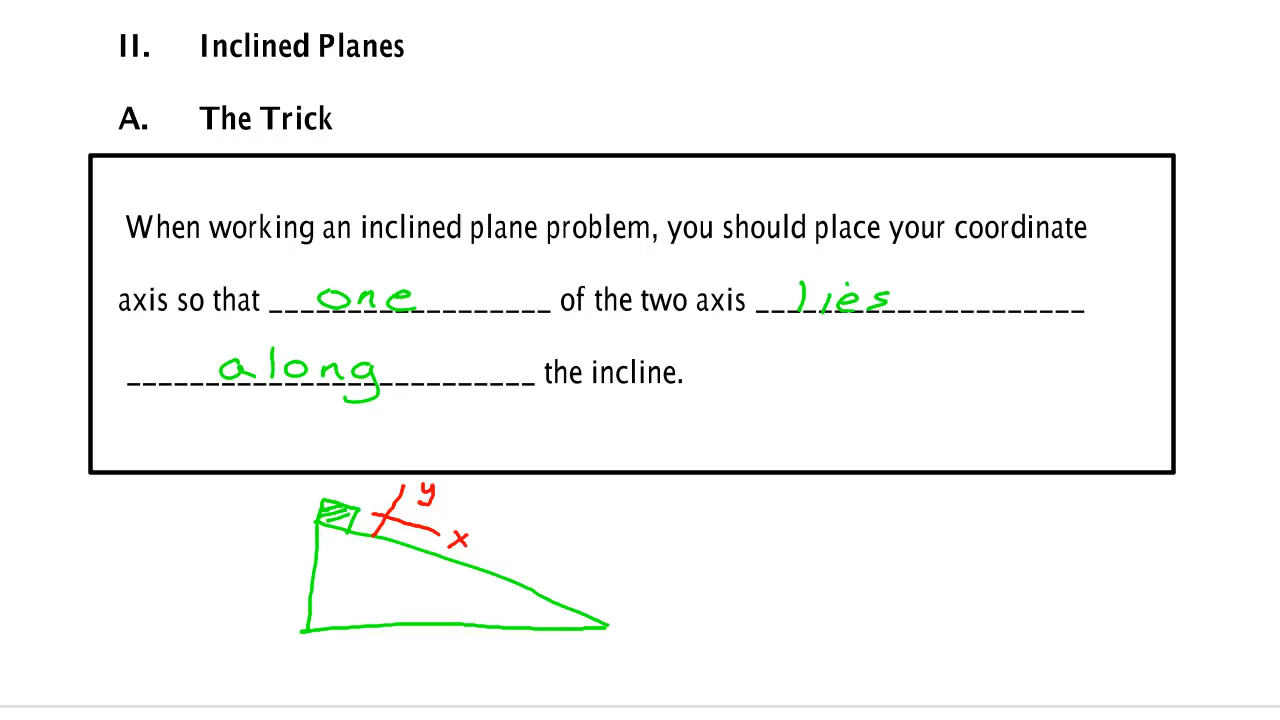 II. Inclined Planes
A. The Trick
When working an inclined plane problem, you should place your coordinate
axis so that one of the two axis lies
along the incline.
y
x